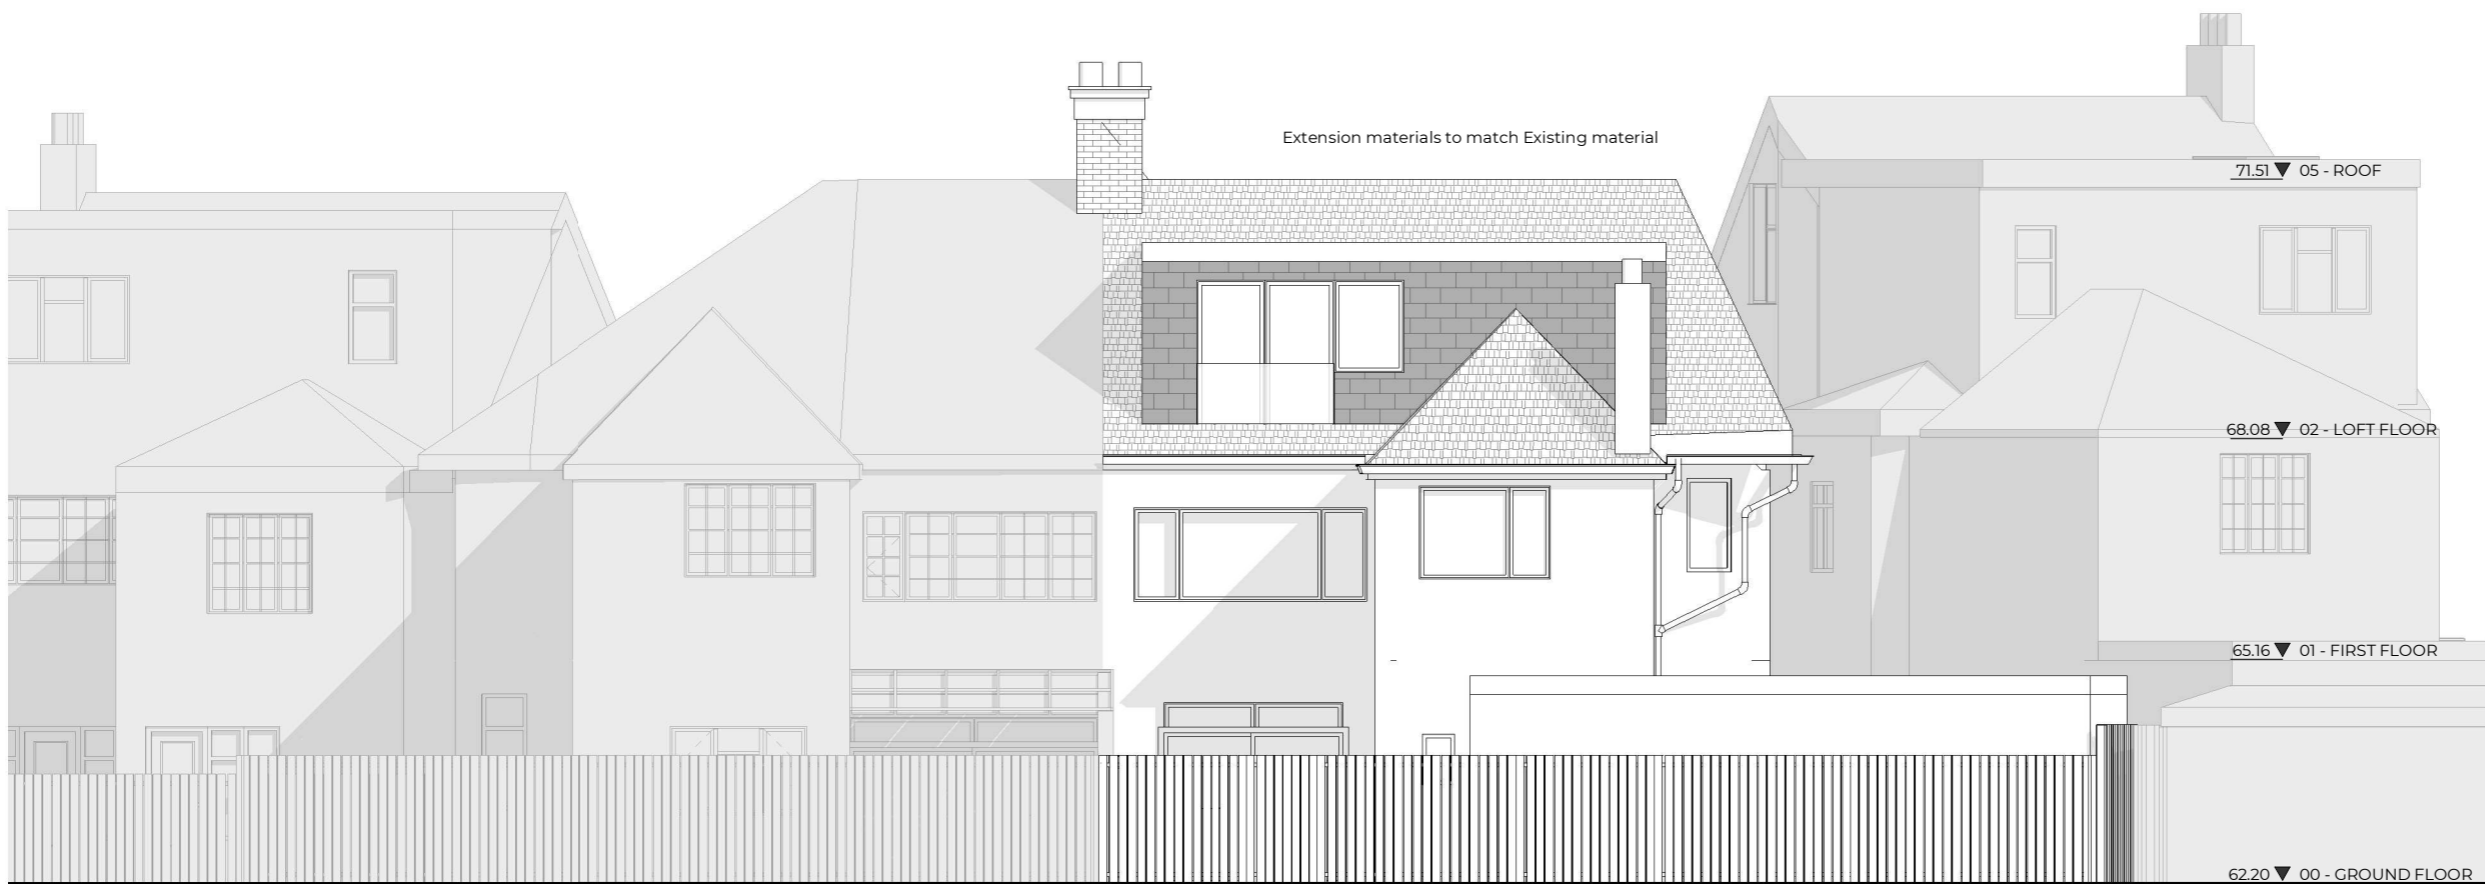 Extension materials to match Existing material
71.51 05 - ROOF
68.08 02 - LOFT FLOOR
65.16 01 - FIRST FLOOR
62.20 00 - GROUND FLOOR